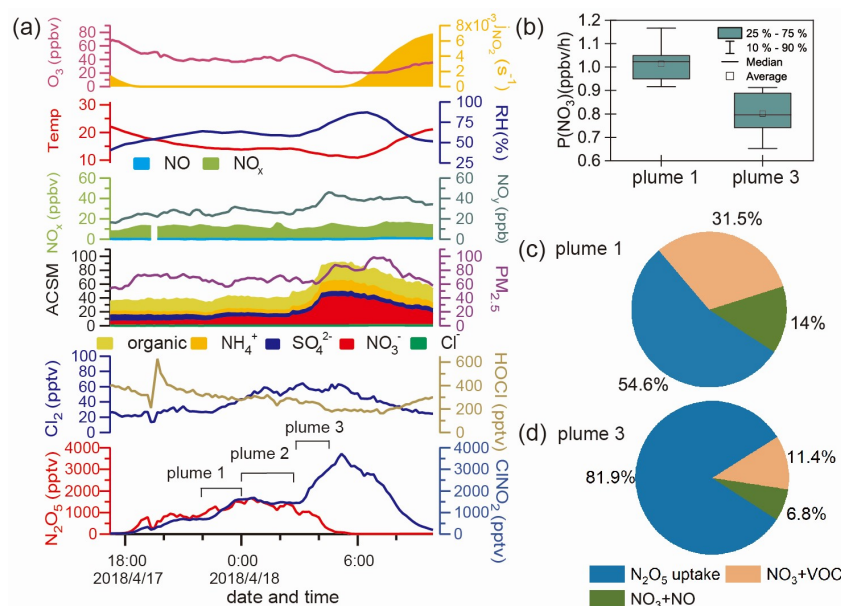 (a)
O₃ (ppbv)
80
60
40
20
0
8x10⁻³
6
4
2
0
jNO₂ (s⁻¹)
Temp
30
20
10
100
75
50
25
RH(%)
NO
NOₓ
NOₓ (ppbv)
60
40
20
0
60
40
20
0
NOᵧ (ppb)
ACSM
100
80
60
40
20
0
100
80
60
40
20
0
PM₂.₅
organic
NH₄⁺
SO₄²⁻
NO₃⁻
Cl⁻
Cl₂ (pptv)
100
80
60
40
20
0
600
400
200
0
HOCl (pptv)
plume 1
plume 2
plume 3
N₂O₅ (pptv)
4000
3000
2000
1000
0
4000
3000
2000
1000
0
ClNO₂ (pptv)
18:00
2018/4/17
0:00
2018/4/18
6:00
date and time
(b)
P(NO₃)(ppbv/h)
1.2
1.1
1.0
0.9
0.8
0.7
0.6
25 % - 75 %
10 % - 90 %
Median
Average
plume 1
plume 3
(c) plume 1
31.5%
14%
54.6%
(d) plume 3
81.9%
11.4%
6.8%
N₂O₅ uptake
NO₃+VOC
NO₃+NO